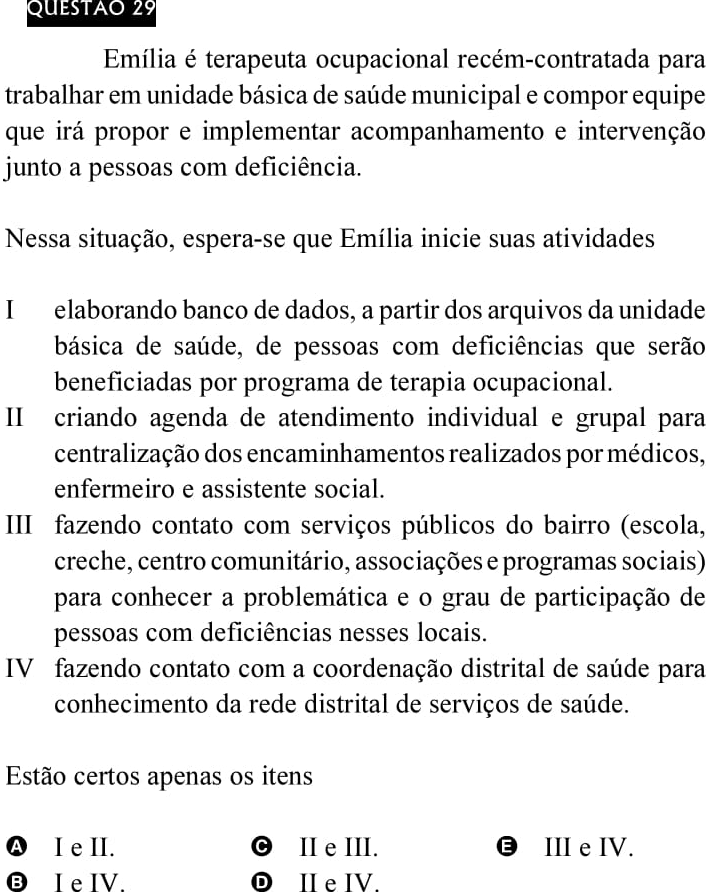 QUESTÃO 29
Emília é terapeuta ocupacional recém-contratada para
trabalhar em unidade básica de saúde municipal e compor equipe
que irá propor e implementar acompanhamento e intervenção
junto a pessoas com deficiência.
Nessa situação, espera-se que Emília inicie suas atividades
I elaborando banco de dados, a partir dos arquivos da unidade
básica de saúde, de pessoas com deficiências que serão
beneficiadas por programa de terapia ocupacional.
II criando agenda de atendimento individual e grupal para
centralização dos encaminhamentos realizados por médicos,
enfermeiro e assistente social.
III fazendo contato com serviços públicos do bairro (escola,
creche, centro comunitário, associações e programas sociais)
para conhecer a problemática e o grau de participação de
pessoas com deficiências nesses locais.
IV fazendo contato com a coordenação distrital de saúde para
conhecimento da rede distrital de serviços de saúde.
Estão certos apenas os itens
A I e II.
B I e IV.
C II e III.
D II e IV.
E III e IV.